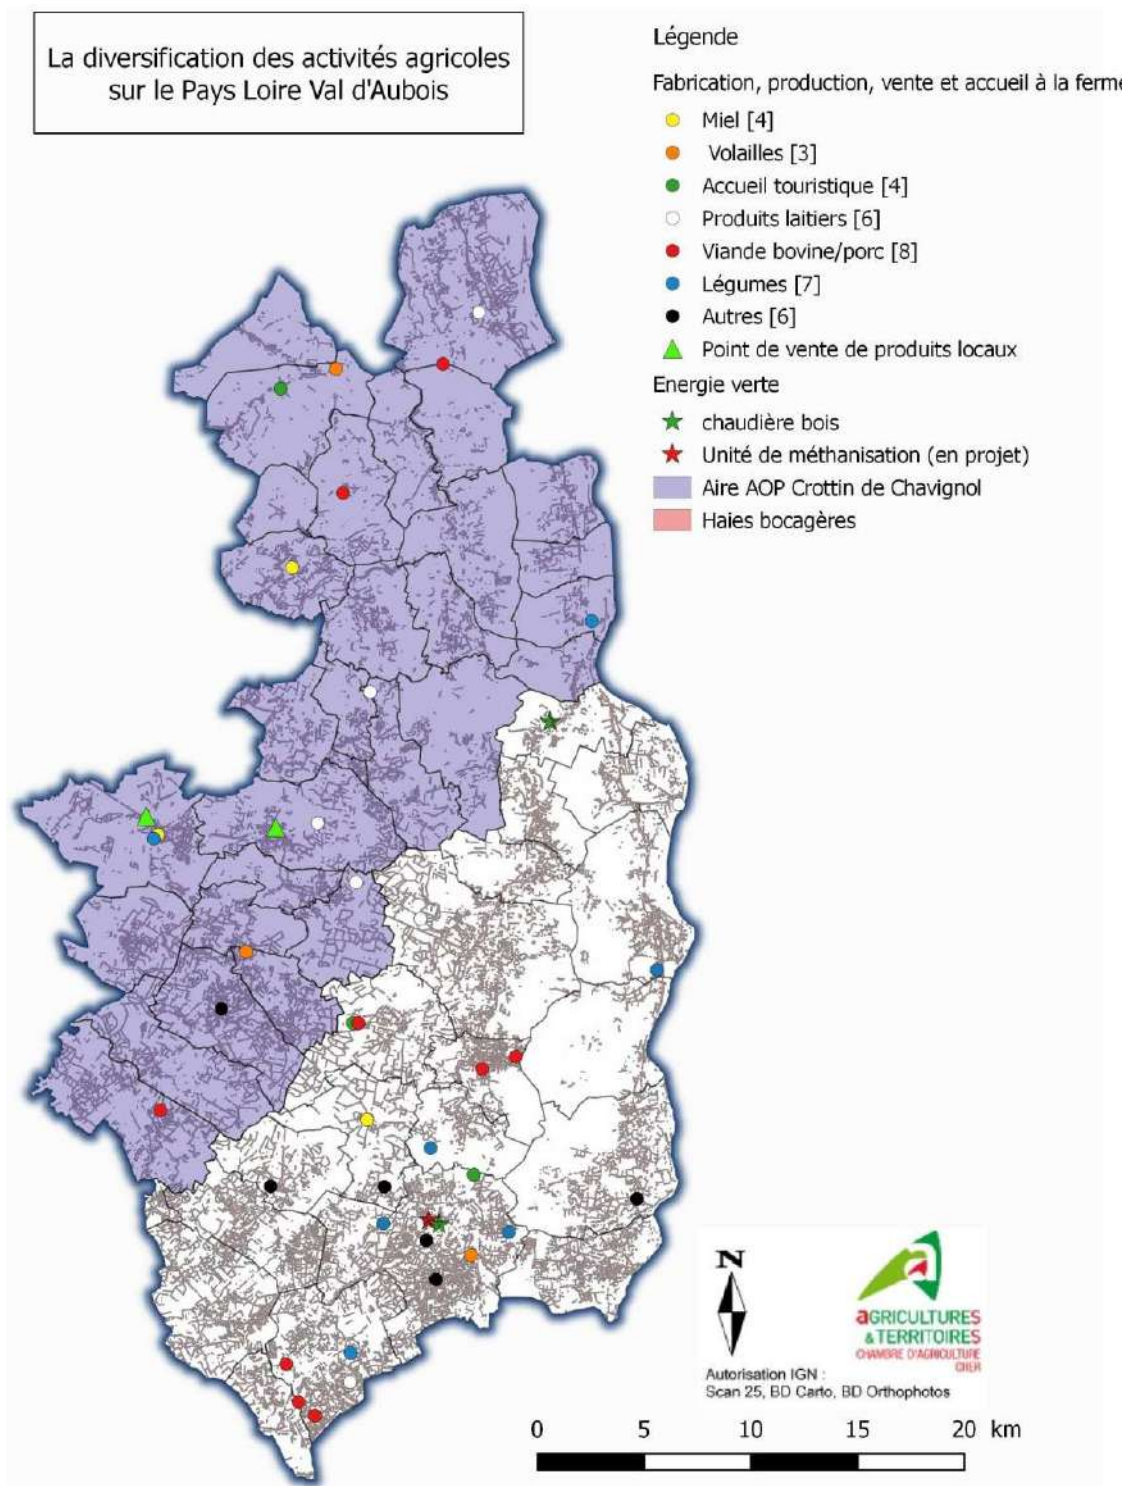 La diversification des activités agricoles
sur le Pays Loire Val d'Aubois
Légende
Fabrication, production, vente et accueil à la ferme
Miel [4]
Volailles [3]
Accueil touristique [4]
Produits laitiers [6]
Viande bovine/porc [8]
Légumes [7]
Autres [6]
Point de vente de produits locaux
Energie verte
chaudière bois
Unité de méthanisation (en projet)
Aire AOP Crottin de Chavignol
Haies bocagères
N
aGRICULTURES
& TERRITOIRES
CHAMBRE D'AGRICULTURE
CHER
Autorisation IGN :
Scan 25, BD Carto, BD Orthophotos
0 5 10 15 20 km